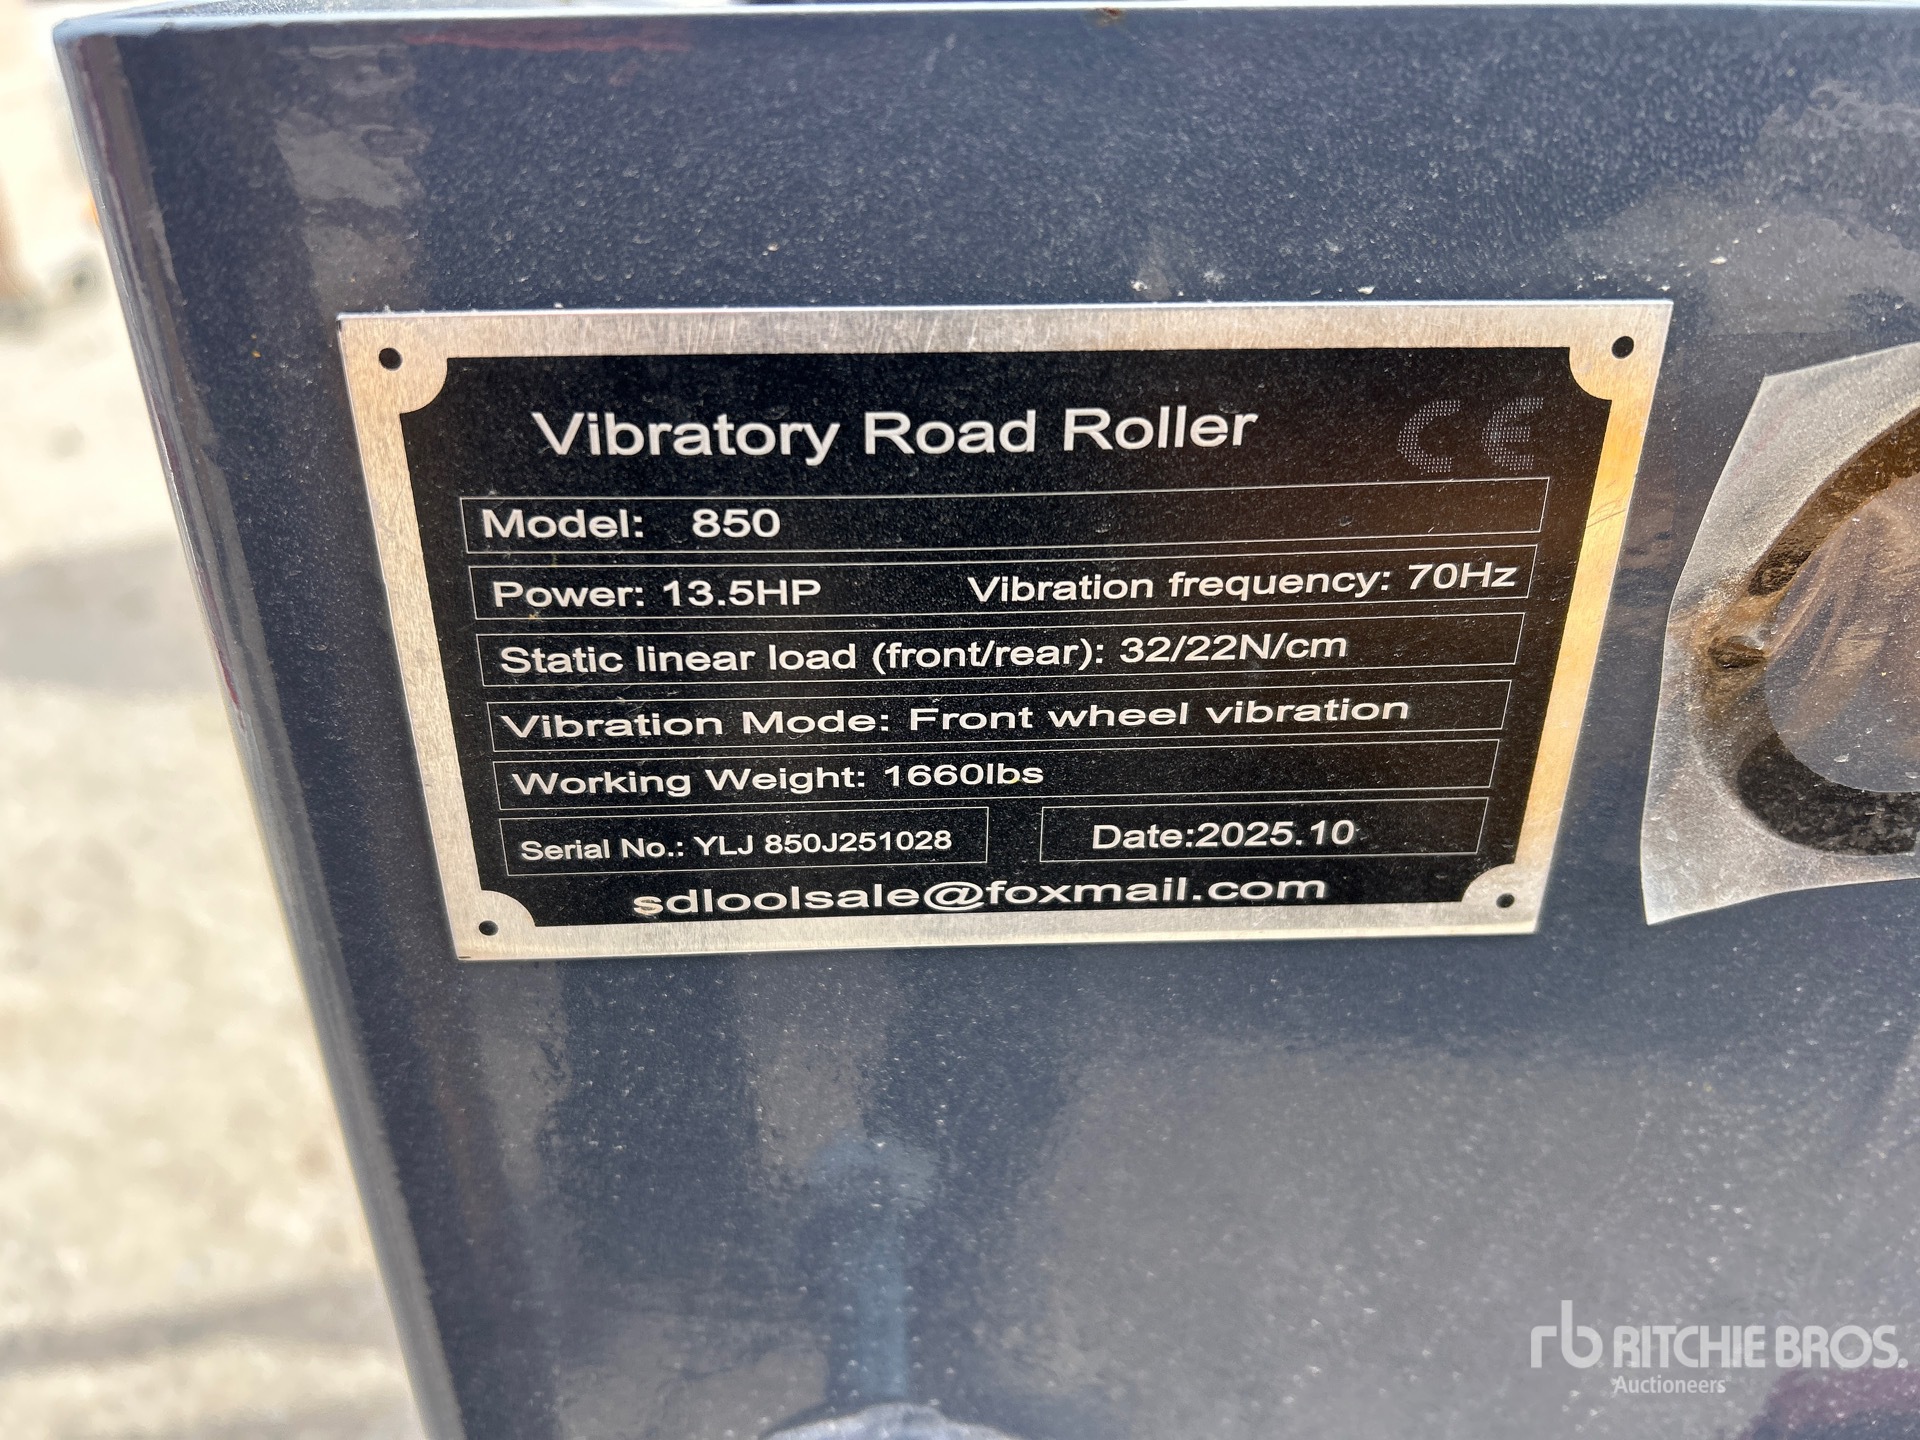 Vibratory Road Roller CE
Model: 850
Power: 13.5HP Vibration frequency: 70Hz
Static linear load (front/rear): 32/22N/cm
Vibration Mode: Front wheel vibration
Working Weight: 1660lbs
Serial No.: YLJ 850J251028 Date:2025.10
sdloolsale@foxmail.com
rb RITCHIE BROS.
Auctioneers